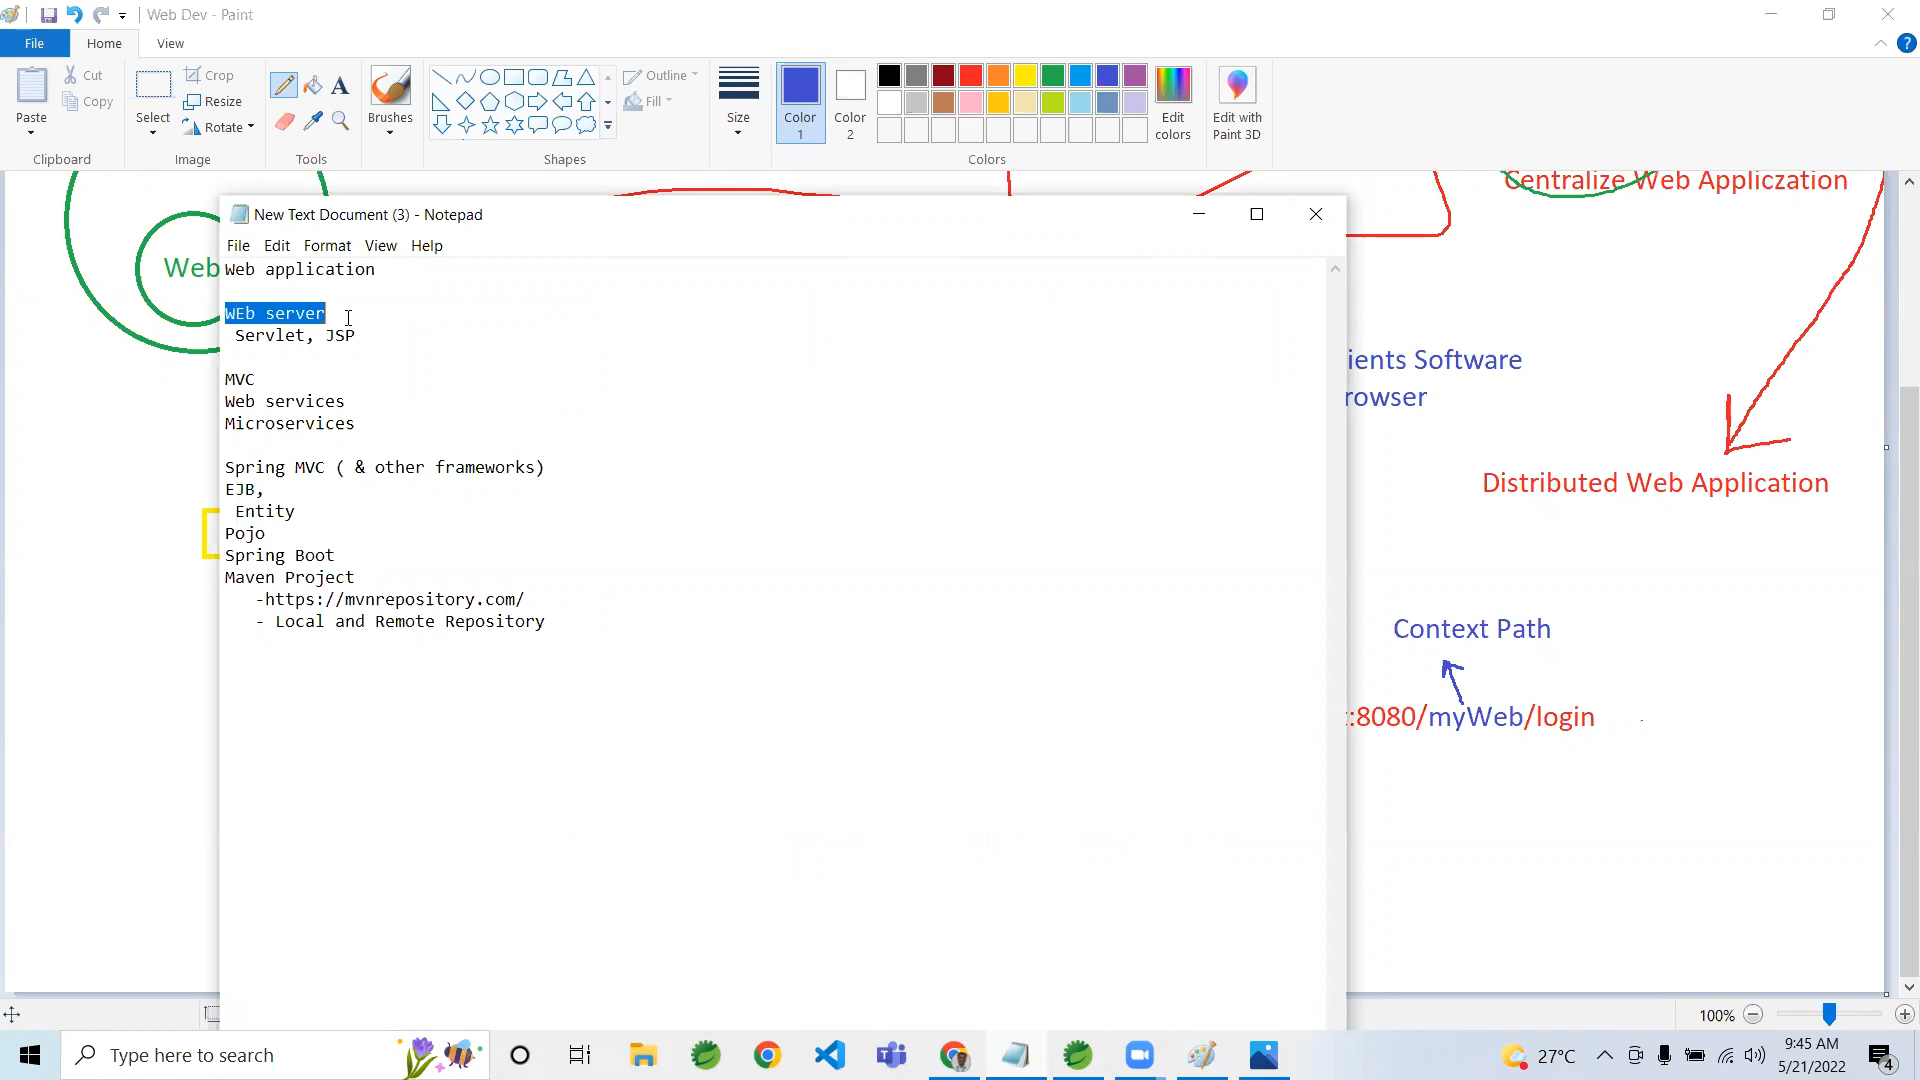 Web Dev - Paint
File
Home
View
Paste
Cut
Copy
Clipboard
Select
Crop
Resize
Rotate
Image
Tools
Brushes
Shapes
Outline
Fill
Size
Color 1
Color 2
Edit colors
Edit with Paint 3D
Colors
Centralize Web Appliczation
Web
New Text Document (3) - Notepad
File Edit Format View Help
Web application
WEb server
Servlet, JSP
MVC
Web services
Microservices
Spring MVC ( & other frameworks)
EJB,
Entity
Pojo
Spring Boot
Maven Project
-https://mvnrepository.com/
- Local and Remote Repository
ients Software
rowser
Distributed Web Application
Context Path
:8080/myWeb/login
100%
Type here to search
27°C
9:45 AM
5/21/2022
4